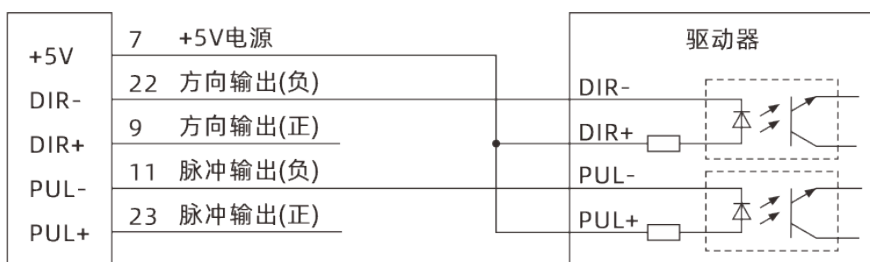 +5V 7 +5V电源
DIR- 22 方向输出(负)
DIR+ 9 方向输出(正)
PUL- 11 脉冲输出(负)
PUL+ 23 脉冲输出(正)
驱动器
DIR-
DIR+
PUL-
PUL+